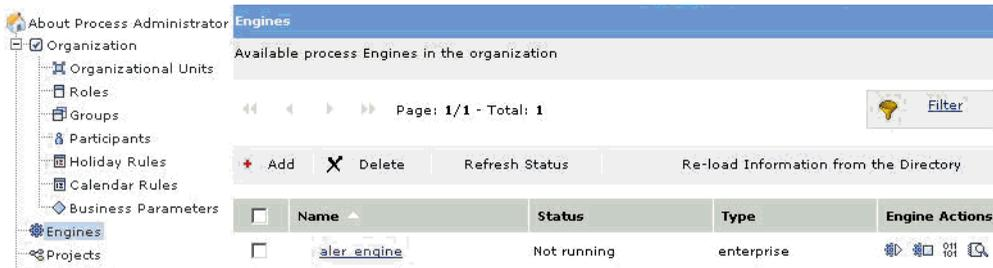 About Process Administrator
Organization
Organizational Units
Roles
Groups
Participants
Holiday Rules
Calendar Rules
Business Parameters
Engines
Projects
Engines
Available process Engines in the organization
Page: 1/1 - Total: 1
Filter
Add Delete Refresh Status Re-load Information from the Directory
Name Status Type Engine Actions
aler engine Not running enterprise